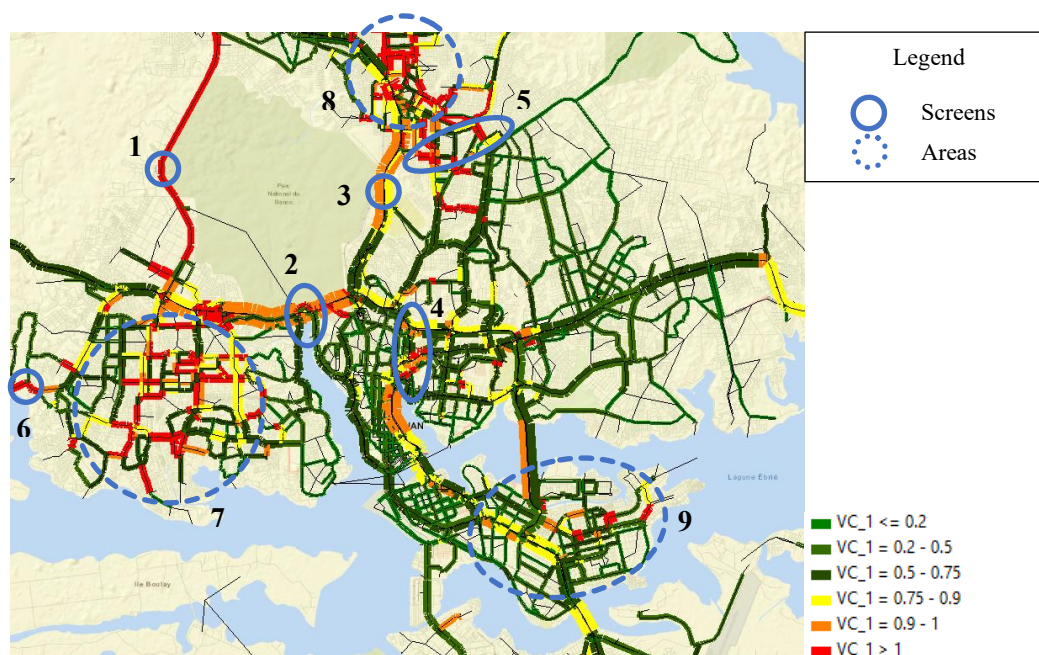 Legend
Screens
Areas
8
5
1
Parc
National du
Banco
3
2
4
6
JAN
7
9
Lagune Ébrié
Ile Boulay
VC_1 <= 0.2
VC_1 = 0.2 - 0.5
VC_1 = 0.5 - 0.75
VC_1 = 0.75 - 0.9
VC_1 = 0.9 - 1
VC_1 > 1